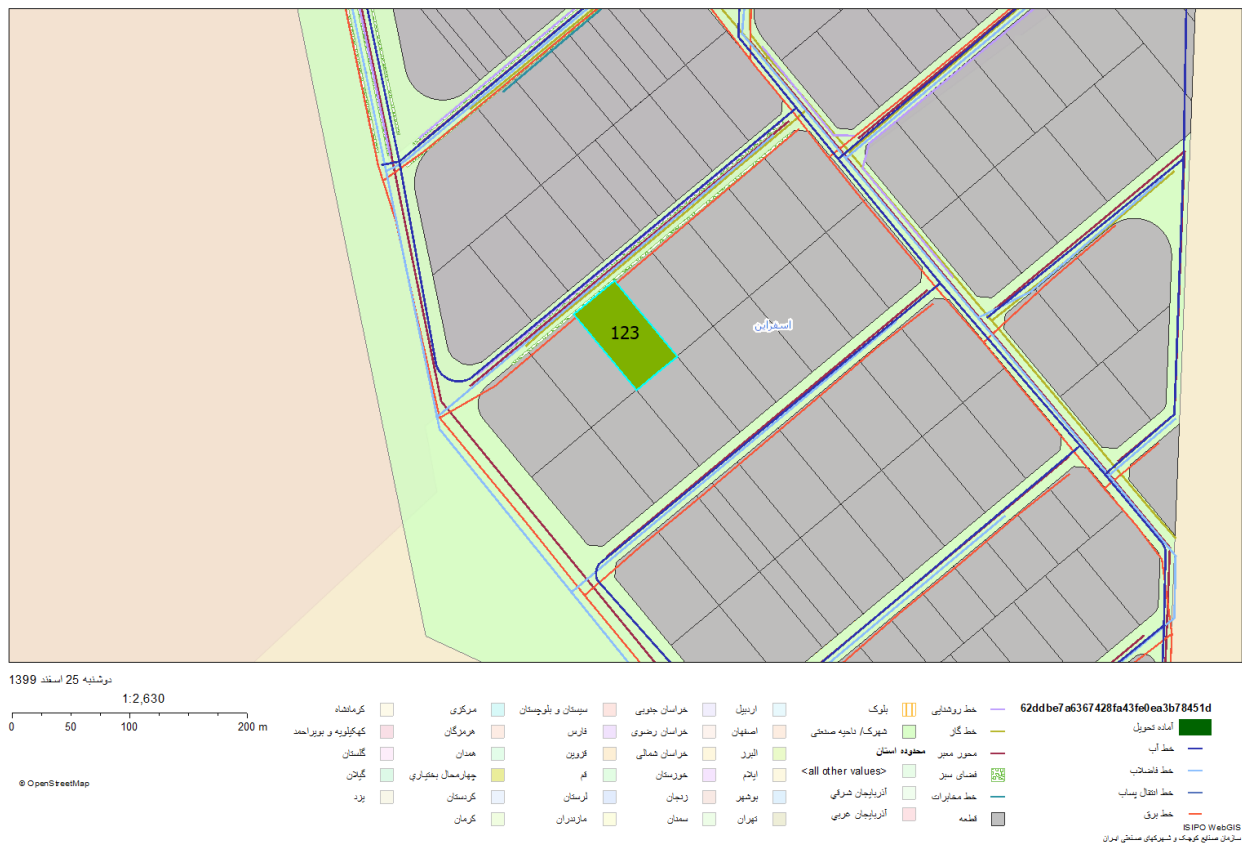 123
اسفراین
دوشنبه 25 اسفند 1399
1:2,630
0 50 100 200 m
© OpenStreetMap
62ddbe7a6367428fa43fe0ea3b78451d
آماده تحویل
خط آب
خط فاضلاب
خط انتقال پساب
خط برق
خط روشنایی
خط گاز
محور معبر
فضای سبز
خط مخابرات
قطعه
بلوک
شهرک/ ناحیه صنعتی
محدوده استان
<all other values>
آذربایجان شرقی
آذربایجان غربی
اردبیل
اصفهان
البرز
ایلام
بوشهر
تهران
خراسان جنوبی
خراسان رضوی
خراسان شمالی
خوزستان
زنجان
سمنان
سیستان و بلوچستان
فارس
قزوین
قم
لرستان
مازندران
مرکزی
هرمزگان
همدان
چهارمحال بختیاری
کردستان
کرمان
کرمانشاه
کهکیلویه و بویراحمد
گلستان
گیلان
یزد
ISIPO WebGIS
سازمان صنایع کوچک و شهرکهای صنعتی ایران